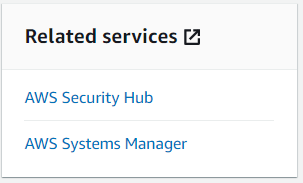 Related services
AWS Security Hub
AWS Systems Manager